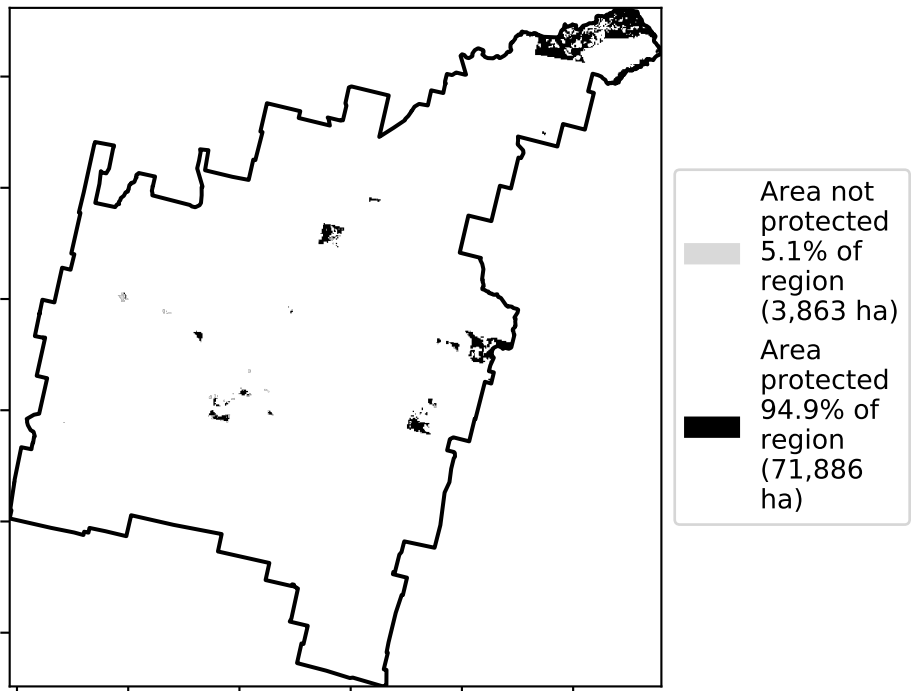 Area not
protected
5.1% of
region
(3,863 ha)
Area
protected
94.9% of
region
(71,886
ha)